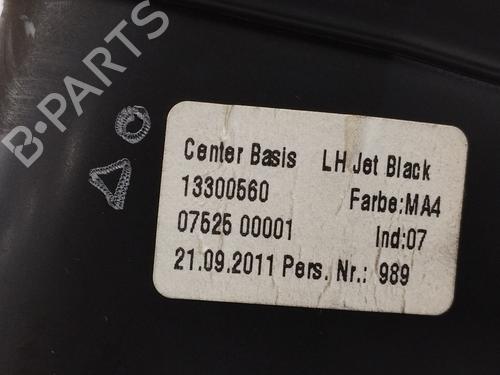 B-PARTS
Center Basis LH Jet Black
13300560 Farbe:MA4
07525 00001 Ind:07
21.09.2011 Pers. Nr.: 989